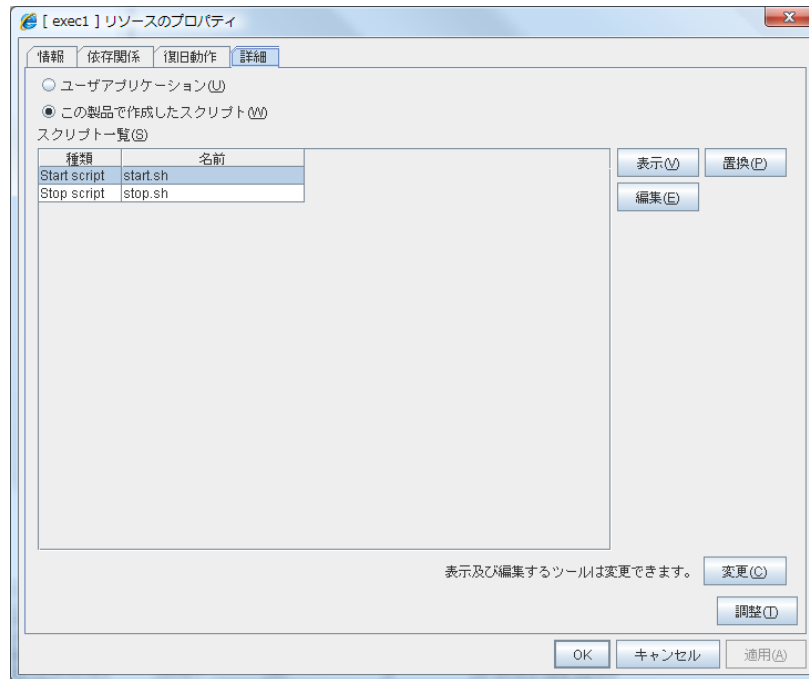 [ exec1 ] リソースのプロパティ
情報 依存関係 復旧動作 詳細
ユーザアプリケーション(U)
この製品で作成したスクリプト(W)
スクリプト一覧(S)
種類 名前
Start script start.sh
Stop script stop.sh
表示(V) 置換(P)
編集(E)
表示及び編集するツールは変更できます。 変更(C)
調整(T)
OK キャンセル 適用(A)